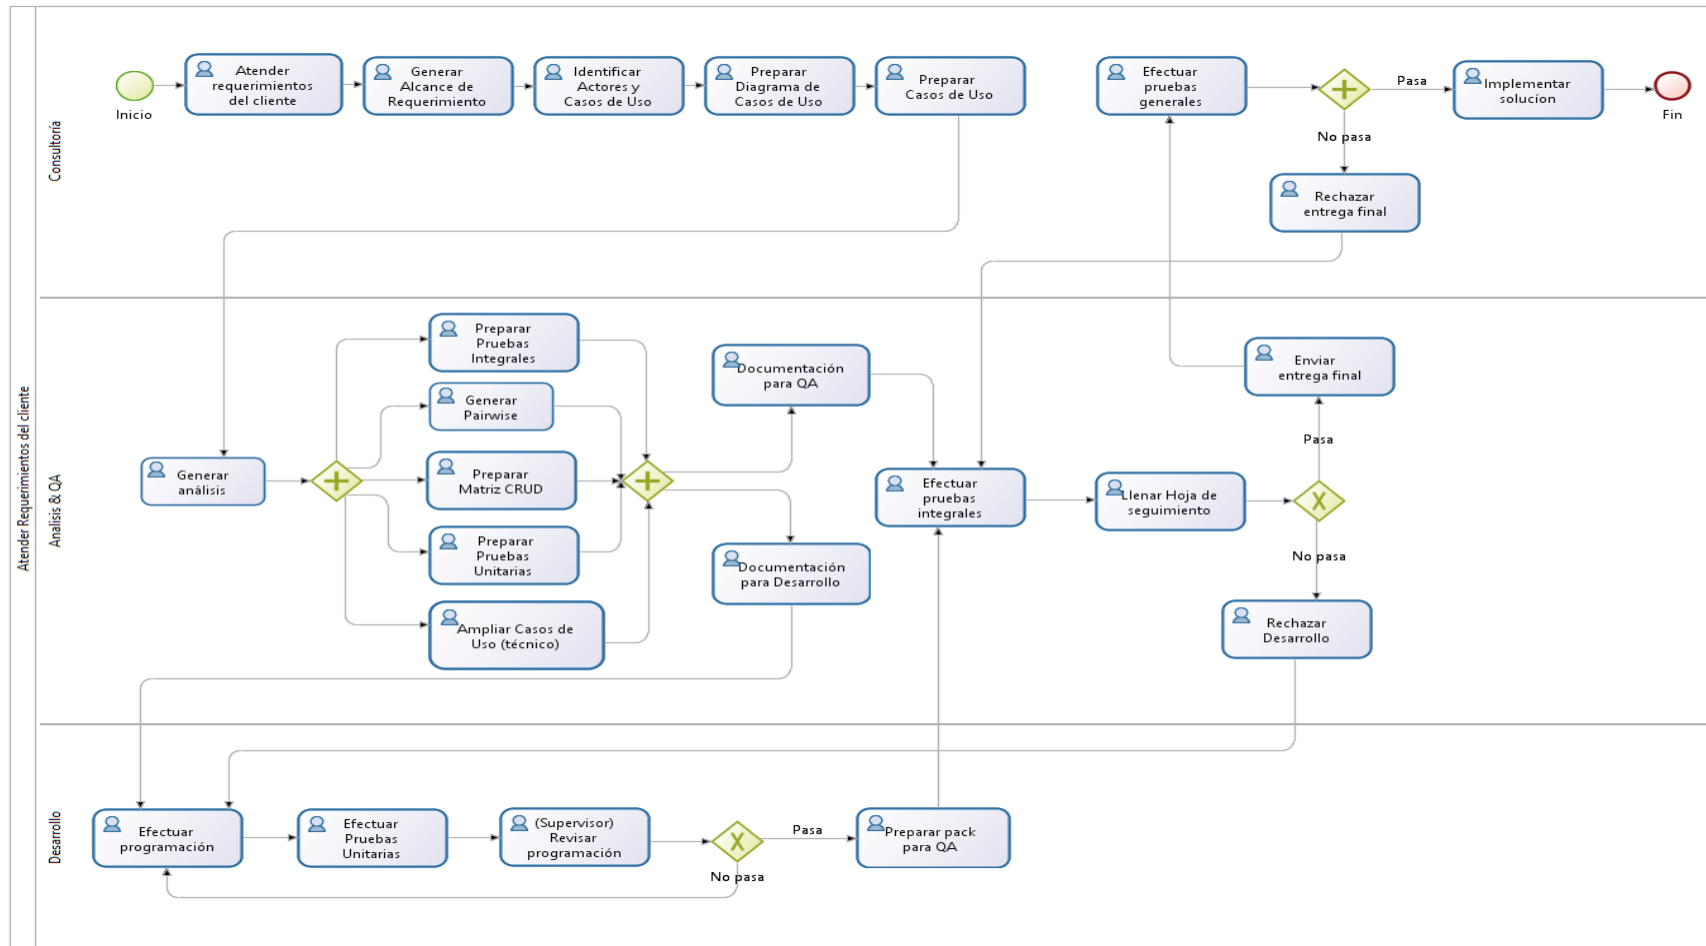 Atender Requerimientos del cliente
Consultoría
Inicio
Atender
requerimientos
del cliente
Generar
Alcance de
Requerimiento
Identificar
Actores y
Casos de Uso
Preparar
Diagrama de
Casos de Uso
Preparar
Casos de Uso
Efectuar
pruebas
generales
Pasa
No pasa
Implementar
solucíon
Fin
Rechazar
entrega final
Analisis & QA
Generar
análisis
Preparar
Pruebas
Integrales
Generar
Pairwise
Preparar
Matriz CRUD
Preparar
Pruebas
Unitarias
Ampliar Casos de
Uso (técnico)
Documentación
para QA
Documentación
para Desarrollo
Efectuar
pruebas
integrales
Llenar Hoja de
seguimiento
Pasa
No pasa
Enviar
entrega final
Rechazar
Desarrollo
Desarrollo
Efectuar
programación
Efectuar
Pruebas
Unitarias
(Supervisor)
Revisar
programación
Pasa
No pasa
Preparar pack
para QA